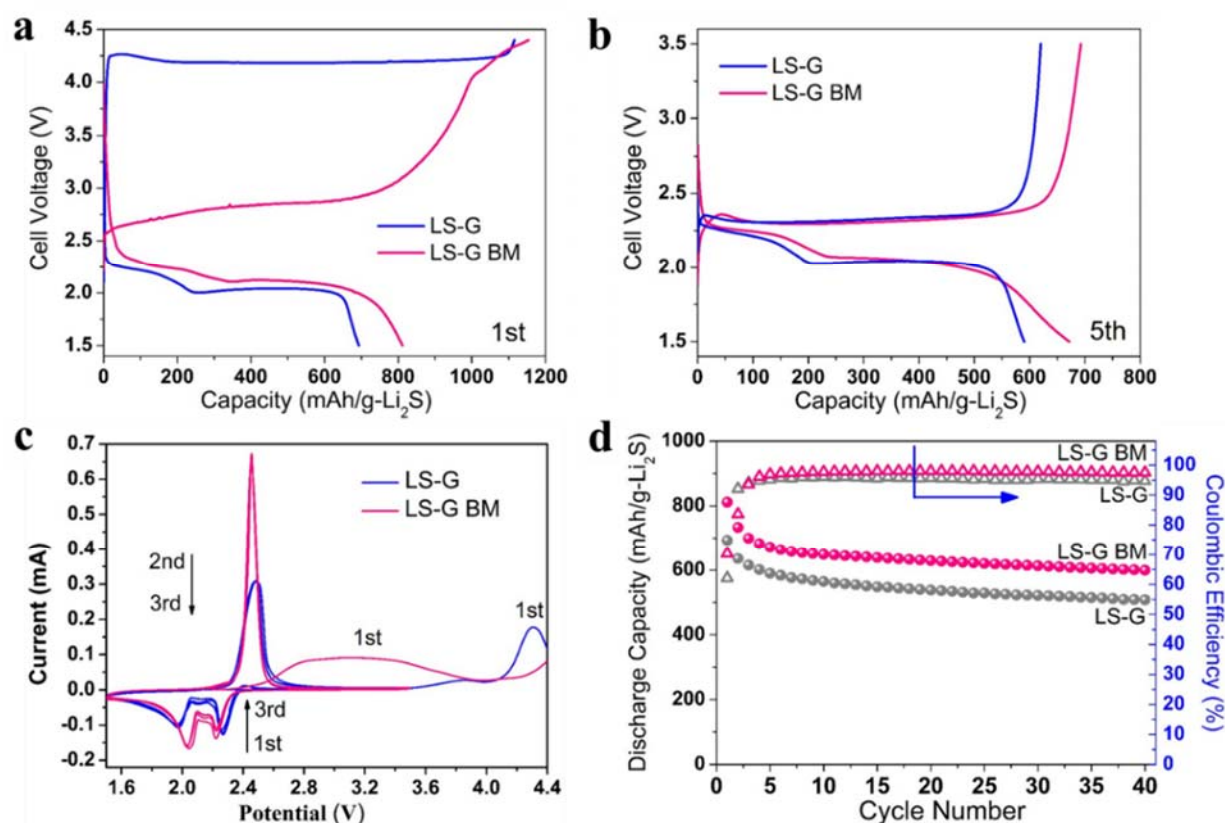 a
4.5
4.0
3.5
3.0
2.5
2.0
1.5
Cell Voltage (V)
LS-G
LS-G BM
1st
0 200 400 600 800 1000 1200
Capacity (mAh/g-Li₂S)
b
3.5
3.0
2.5
2.0
1.5
Cell Voltage (V)
LS-G
LS-G BM
5th
0 100 200 300 400 500 600 700 800
Capacity (mAh/g-Li₂S)
c
0.7
0.6
0.5
0.4
0.3
0.2
0.1
0.0
-0.1
-0.2
Current (mA)
LS-G
LS-G BM
2nd
3rd
1st
1st
3rd
1st
1.6 2.0 2.4 2.8 3.2 3.6 4.0 4.4
Potential (V)
d
1000
800
600
400
200
0
Discharge Capacity (mAh/g-Li₂S)
LS-G BM
LS-G
LS-G BM
LS-G
100
90
80
70
60
50
40
30
20
10
0
Coulombic Efficiency (%)
0 5 10 15 20 25 30 35 40
Cycle Number